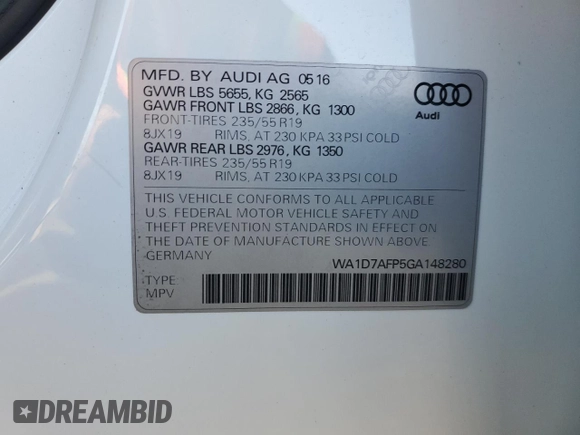 MFD. BY AUDI AG 05 16
GVWR LBS 5655, KG 2565
GAWR FRONT LBS 2866, KG 1300
FRONT-TIRES 235/55 R19
8JX19 RIMS, AT 230 KPA 33 PSI COLD
GAWR REAR LBS 2976, KG 1350
REAR-TIRES 235/55 R19
8JX19 RIMS, AT 230 KPA 33 PSI COLD
Audi
THIS VEHICLE CONFORMS TO ALL APPLICABLE
U.S. FEDERAL MOTOR VEHICLE SAFETY AND
THEFT PREVENTION STANDARDS IN EFFECT ON
THE DATE OF MANUFACTURE SHOWN ABOVE
GERMANY WA1D7AFP5GA148280
TYPE
MPV
DREAMBID